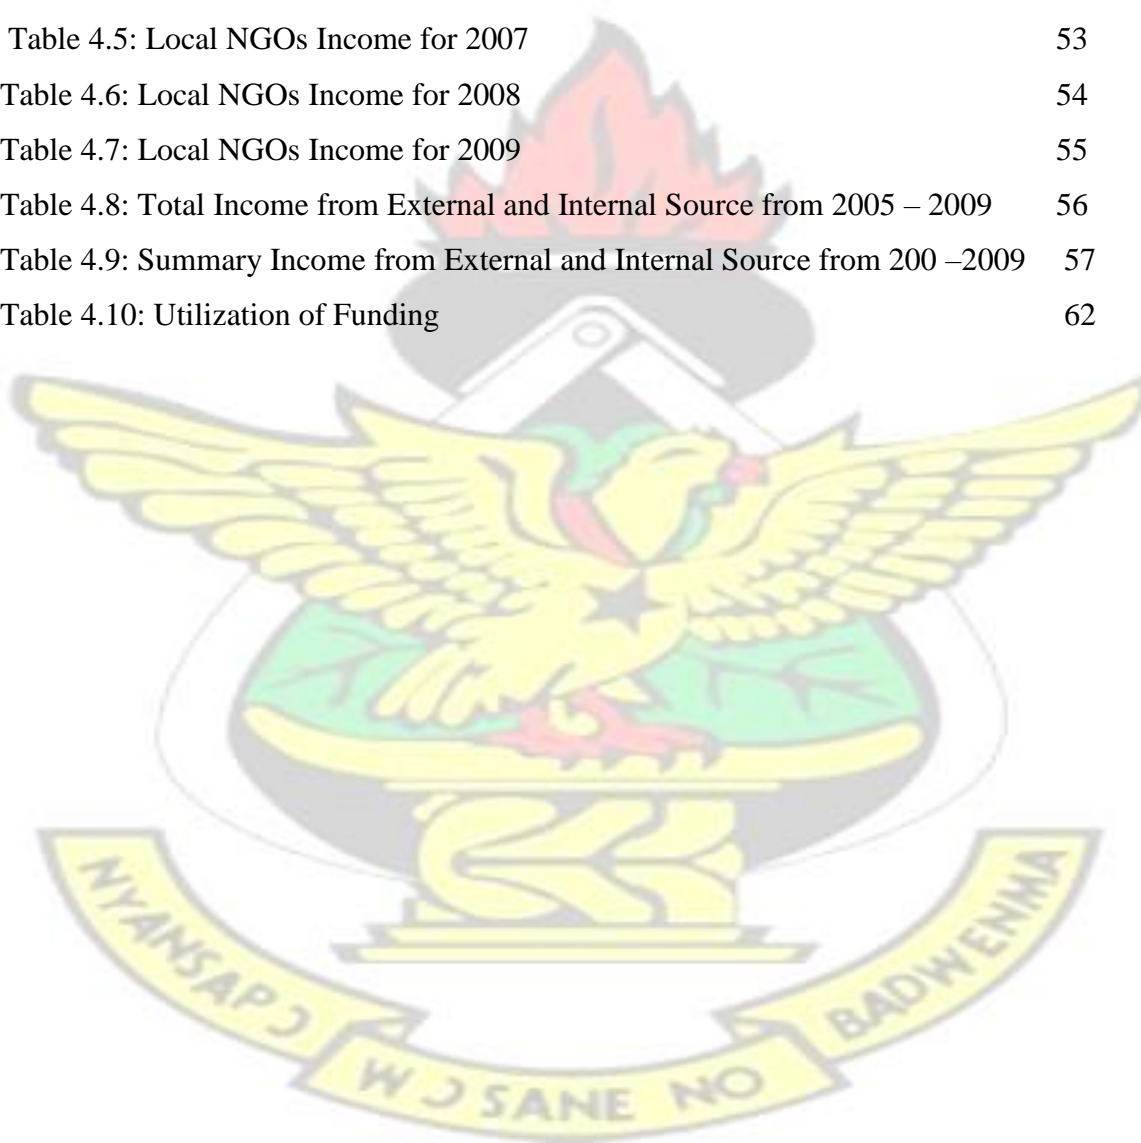 Table 4.5: Local NGOs Income for 2007 53
Table 4.6: Local NGOs Income for 2008 54
Table 4.7: Local NGOs Income for 2009 55
Table 4.8: Total Income from External and Internal Source from 2005 – 2009 56
Table 4.9: Summary Income from External and Internal Source from 200 –2009 57
Table 4.10: Utilization of Funding 62
NYANSAPƆ WƆ SANE NO BADWENMA